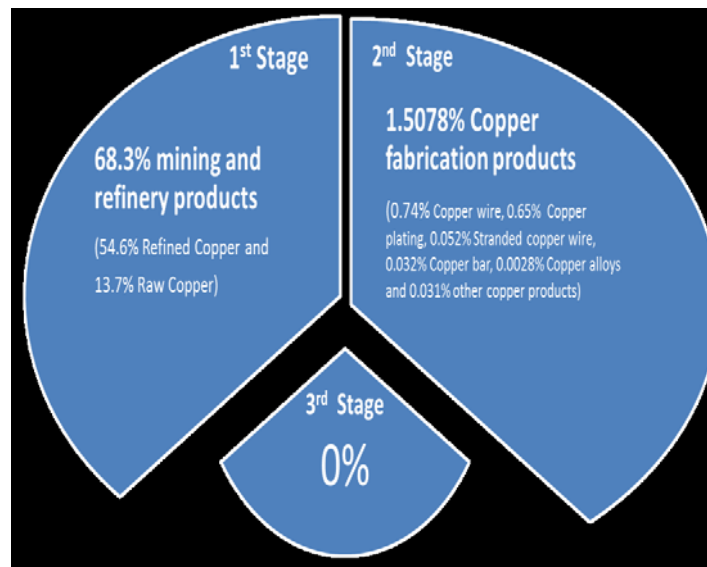 1st Stage
68.3% mining and
refinery products
(54.6% Refined Copper and
13.7% Raw Copper)
2nd Stage
1.5078% Copper
fabrication products
(0.74% Copper wire, 0.65% Copper
plating, 0.052% Stranded copper wire,
0.032% Copper bar, 0.0028% Copper alloys
and 0.031% other copper products)
3rd Stage
0%